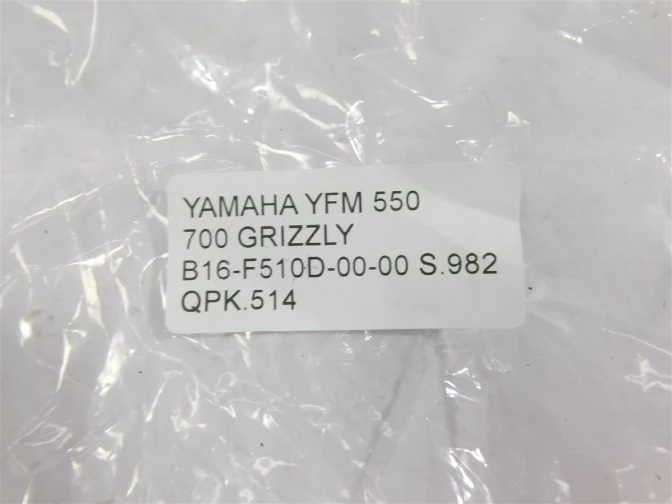 YAMAHA YFM 550
700 GRIZZLY
B16-F510D-00-00 S.982
QPK.514